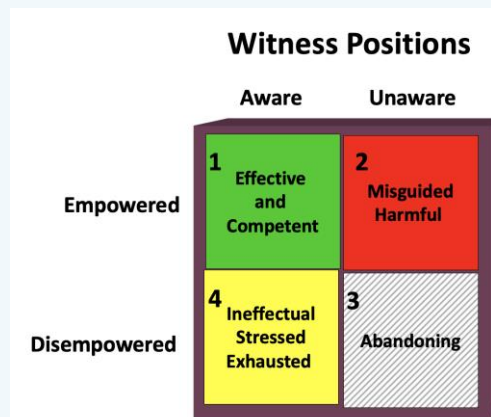 Witness Positions
Aware
Unaware
Empowered
1
Effective
and
Competent
2
Misguided
Harmful
Disempowered
4
Ineffectual
Stressed
Exhausted
3
Abandoning